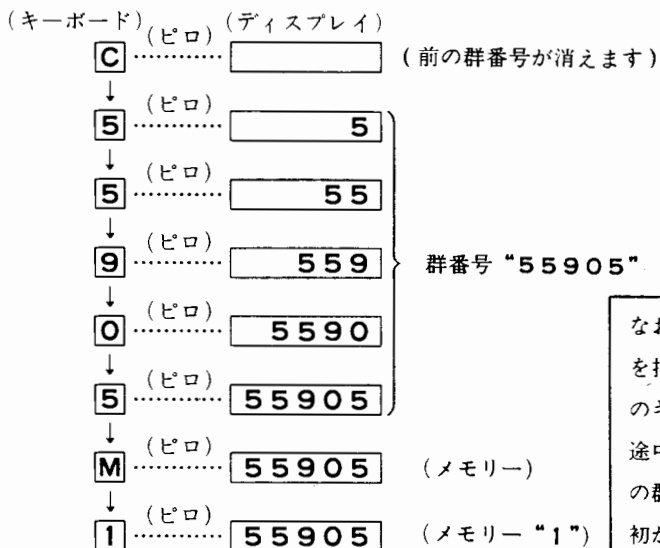 (キーボード) (ピロ) (ディスプレイ)
C ………… (前の群番号が消えます)
↓ (ピロ)
5 ………… 5
↓ (ピロ)
5 ………… 55
↓ (ピロ)
9 ………… 559 群番号 “55905”
↓ (ピロ)
0 ………… 5590
↓ (ピロ)
5 ………… 55905
↓ (ピロ)
M ………… 55905 (メモリー)
↓ (ピロ)
1 ………… 55905 (メモリー “1”)
なお
を
の
途中
の群
初か